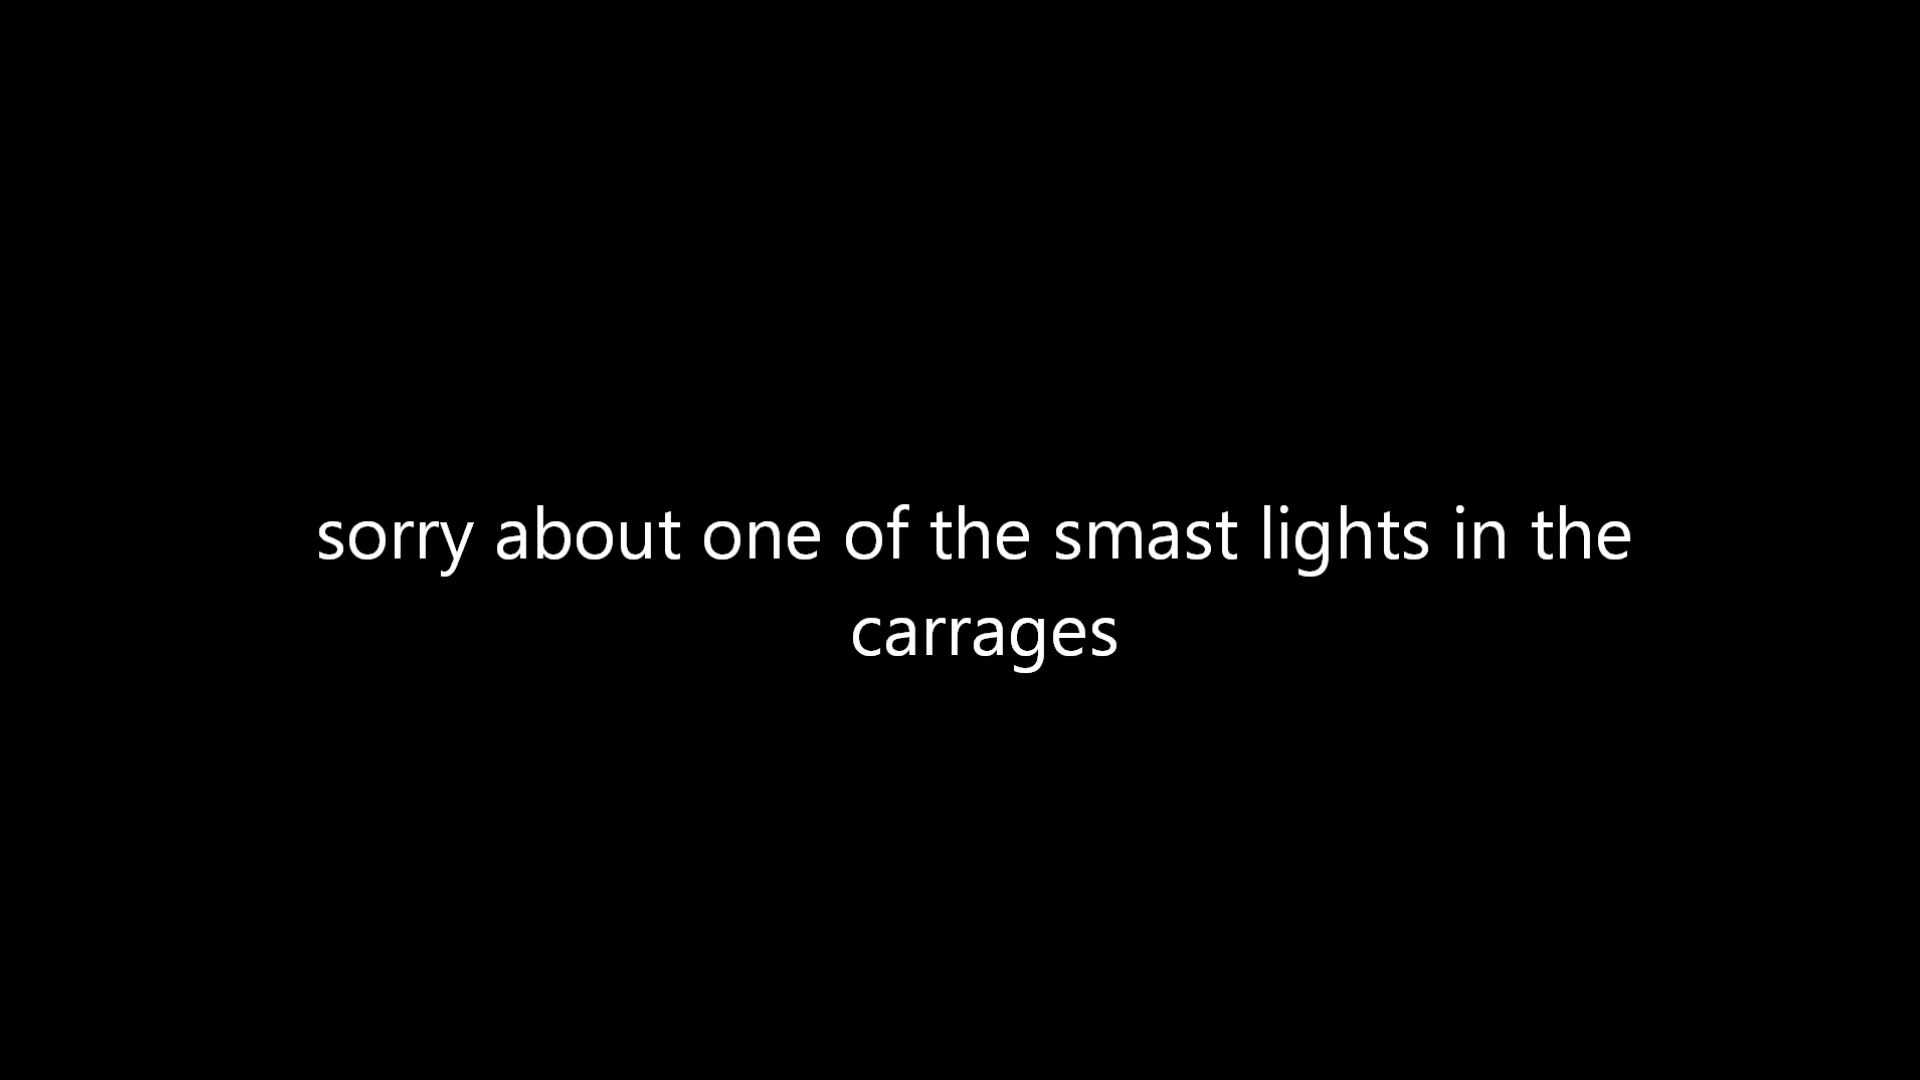 sorry about one of the smast lights in the
carrages